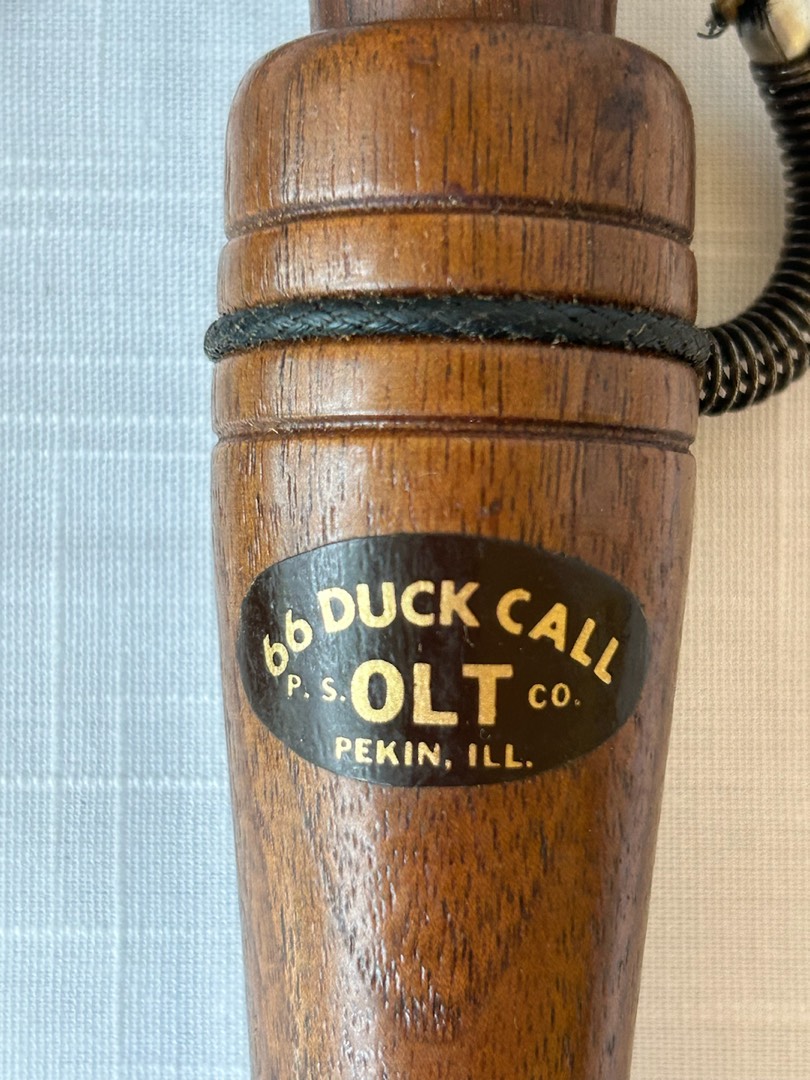 66 DUCK CALL
P. S. OLT CO.
PEKIN, ILL.